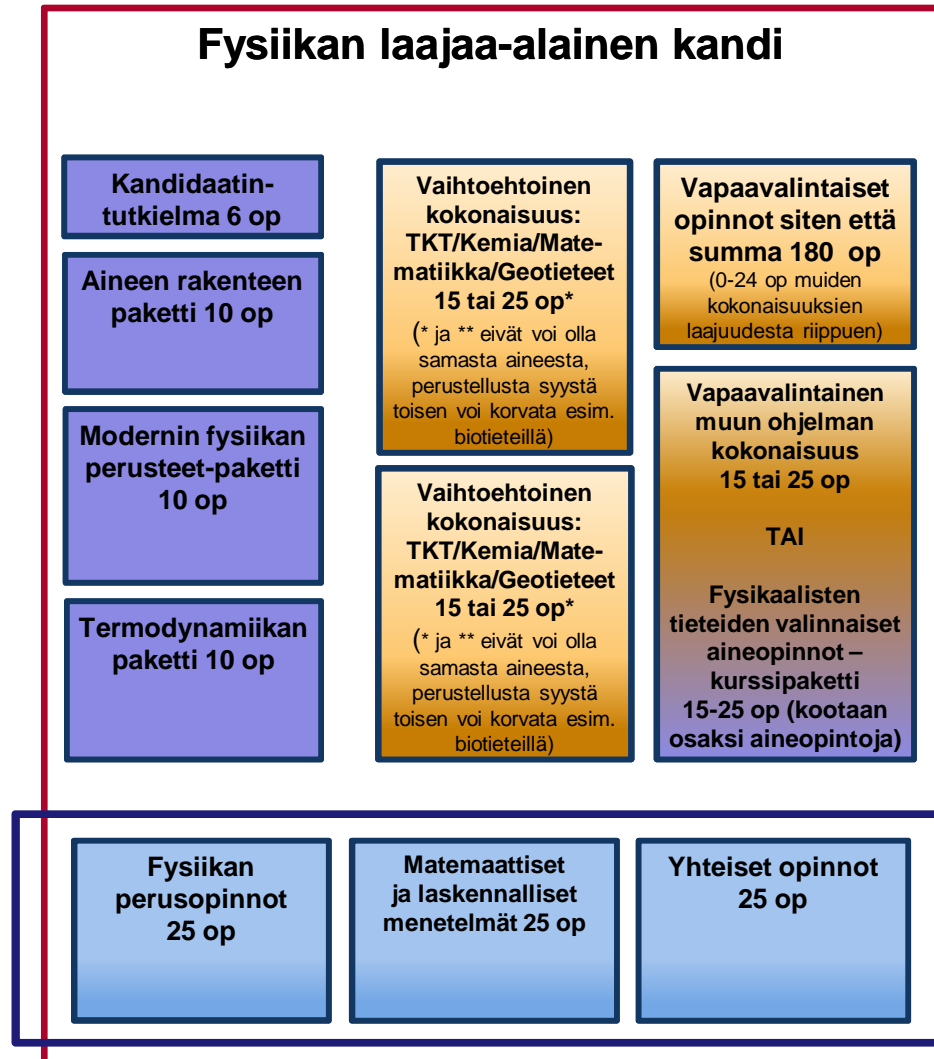 Fysiikan laajaa-alainen kandi
Kandidaatin-
tutkielma 6 op
Aineen rakenteen
paketti 10 op
Modernin fysiikan
perusteet-paketti
10 op
Termodynamiikan
paketti 10 op
Vaihtoehtoinen
kokonaisuus:
TKT/Kemia/Mate-
matiikka/Geotieteet
15 tai 25 op*
(* ja ** eivät voi olla
samasta aineesta,
perustellusta syystä
toisen voi korvata esim.
biotieteillä)
Vaihtoehtoinen
kokonaisuus:
TKT/Kemia/Mate-
matiikka/Geotieteet
15 tai 25 op*
(* ja ** eivät voi olla
samasta aineesta,
perustellusta syystä
toisen voi korvata esim.
biotieteillä)
Vapaavalintaiset
opinnot siten että
summa 180 op
(0-24 op muiden
kokonaisuuksien
laajuudesta riippuen)
Vapaavalintainen
muun ohjelman
kokonaisuus
15 tai 25 op
TAI
Fysikaalisten
tieteiden valinnaiset
aineopinnot –
kurssipaketti
15-25 op (kootaan
osaksi aineopintoja)
Fysiikan
perusopinnot
25 op
Matemaattiset
ja laskennalliset
menetelmät 25 op
Yhteiset opinnot
25 op